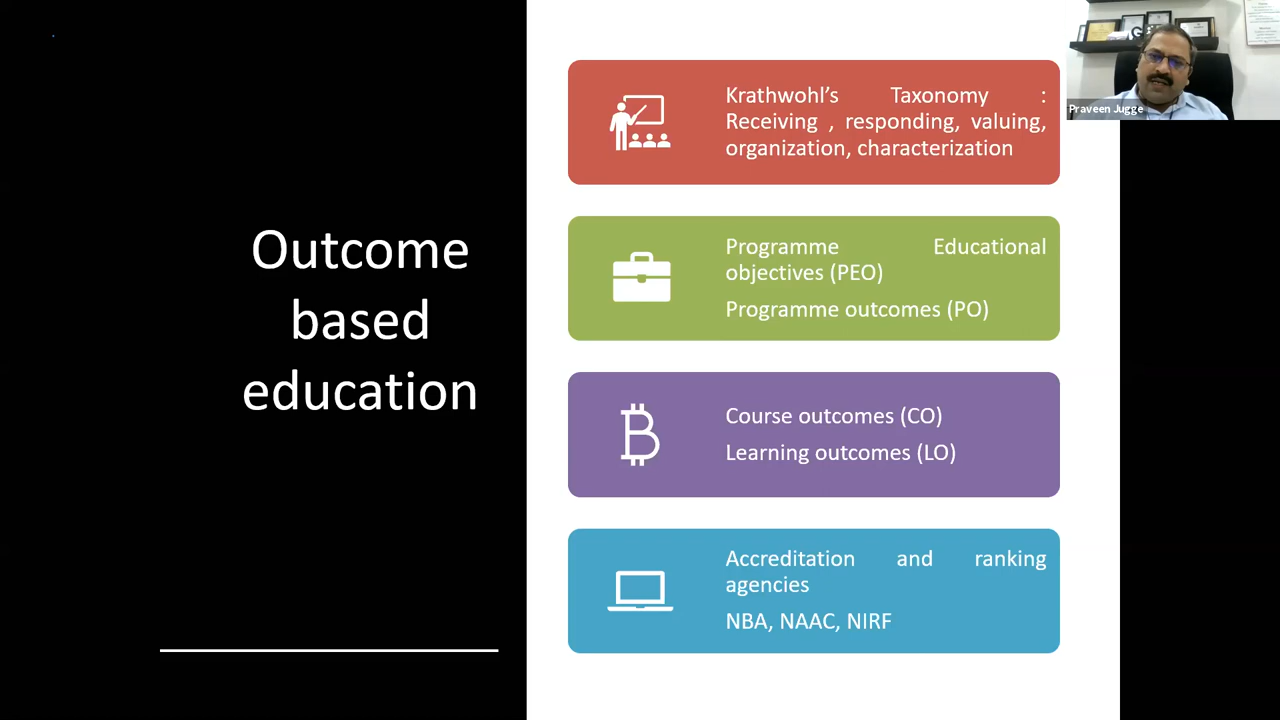 Outcome
based
education
Krathwohl's Taxonomy :
Receiving , responding, valuing,
organization, characterization
Programme Educational
objectives (PEO)
Programme outcomes (PO)
Course outcomes (CO)
Learning outcomes (LO)
Accreditation and ranking
agencies
NBA, NAAC, NIRF
Praveen Jugge